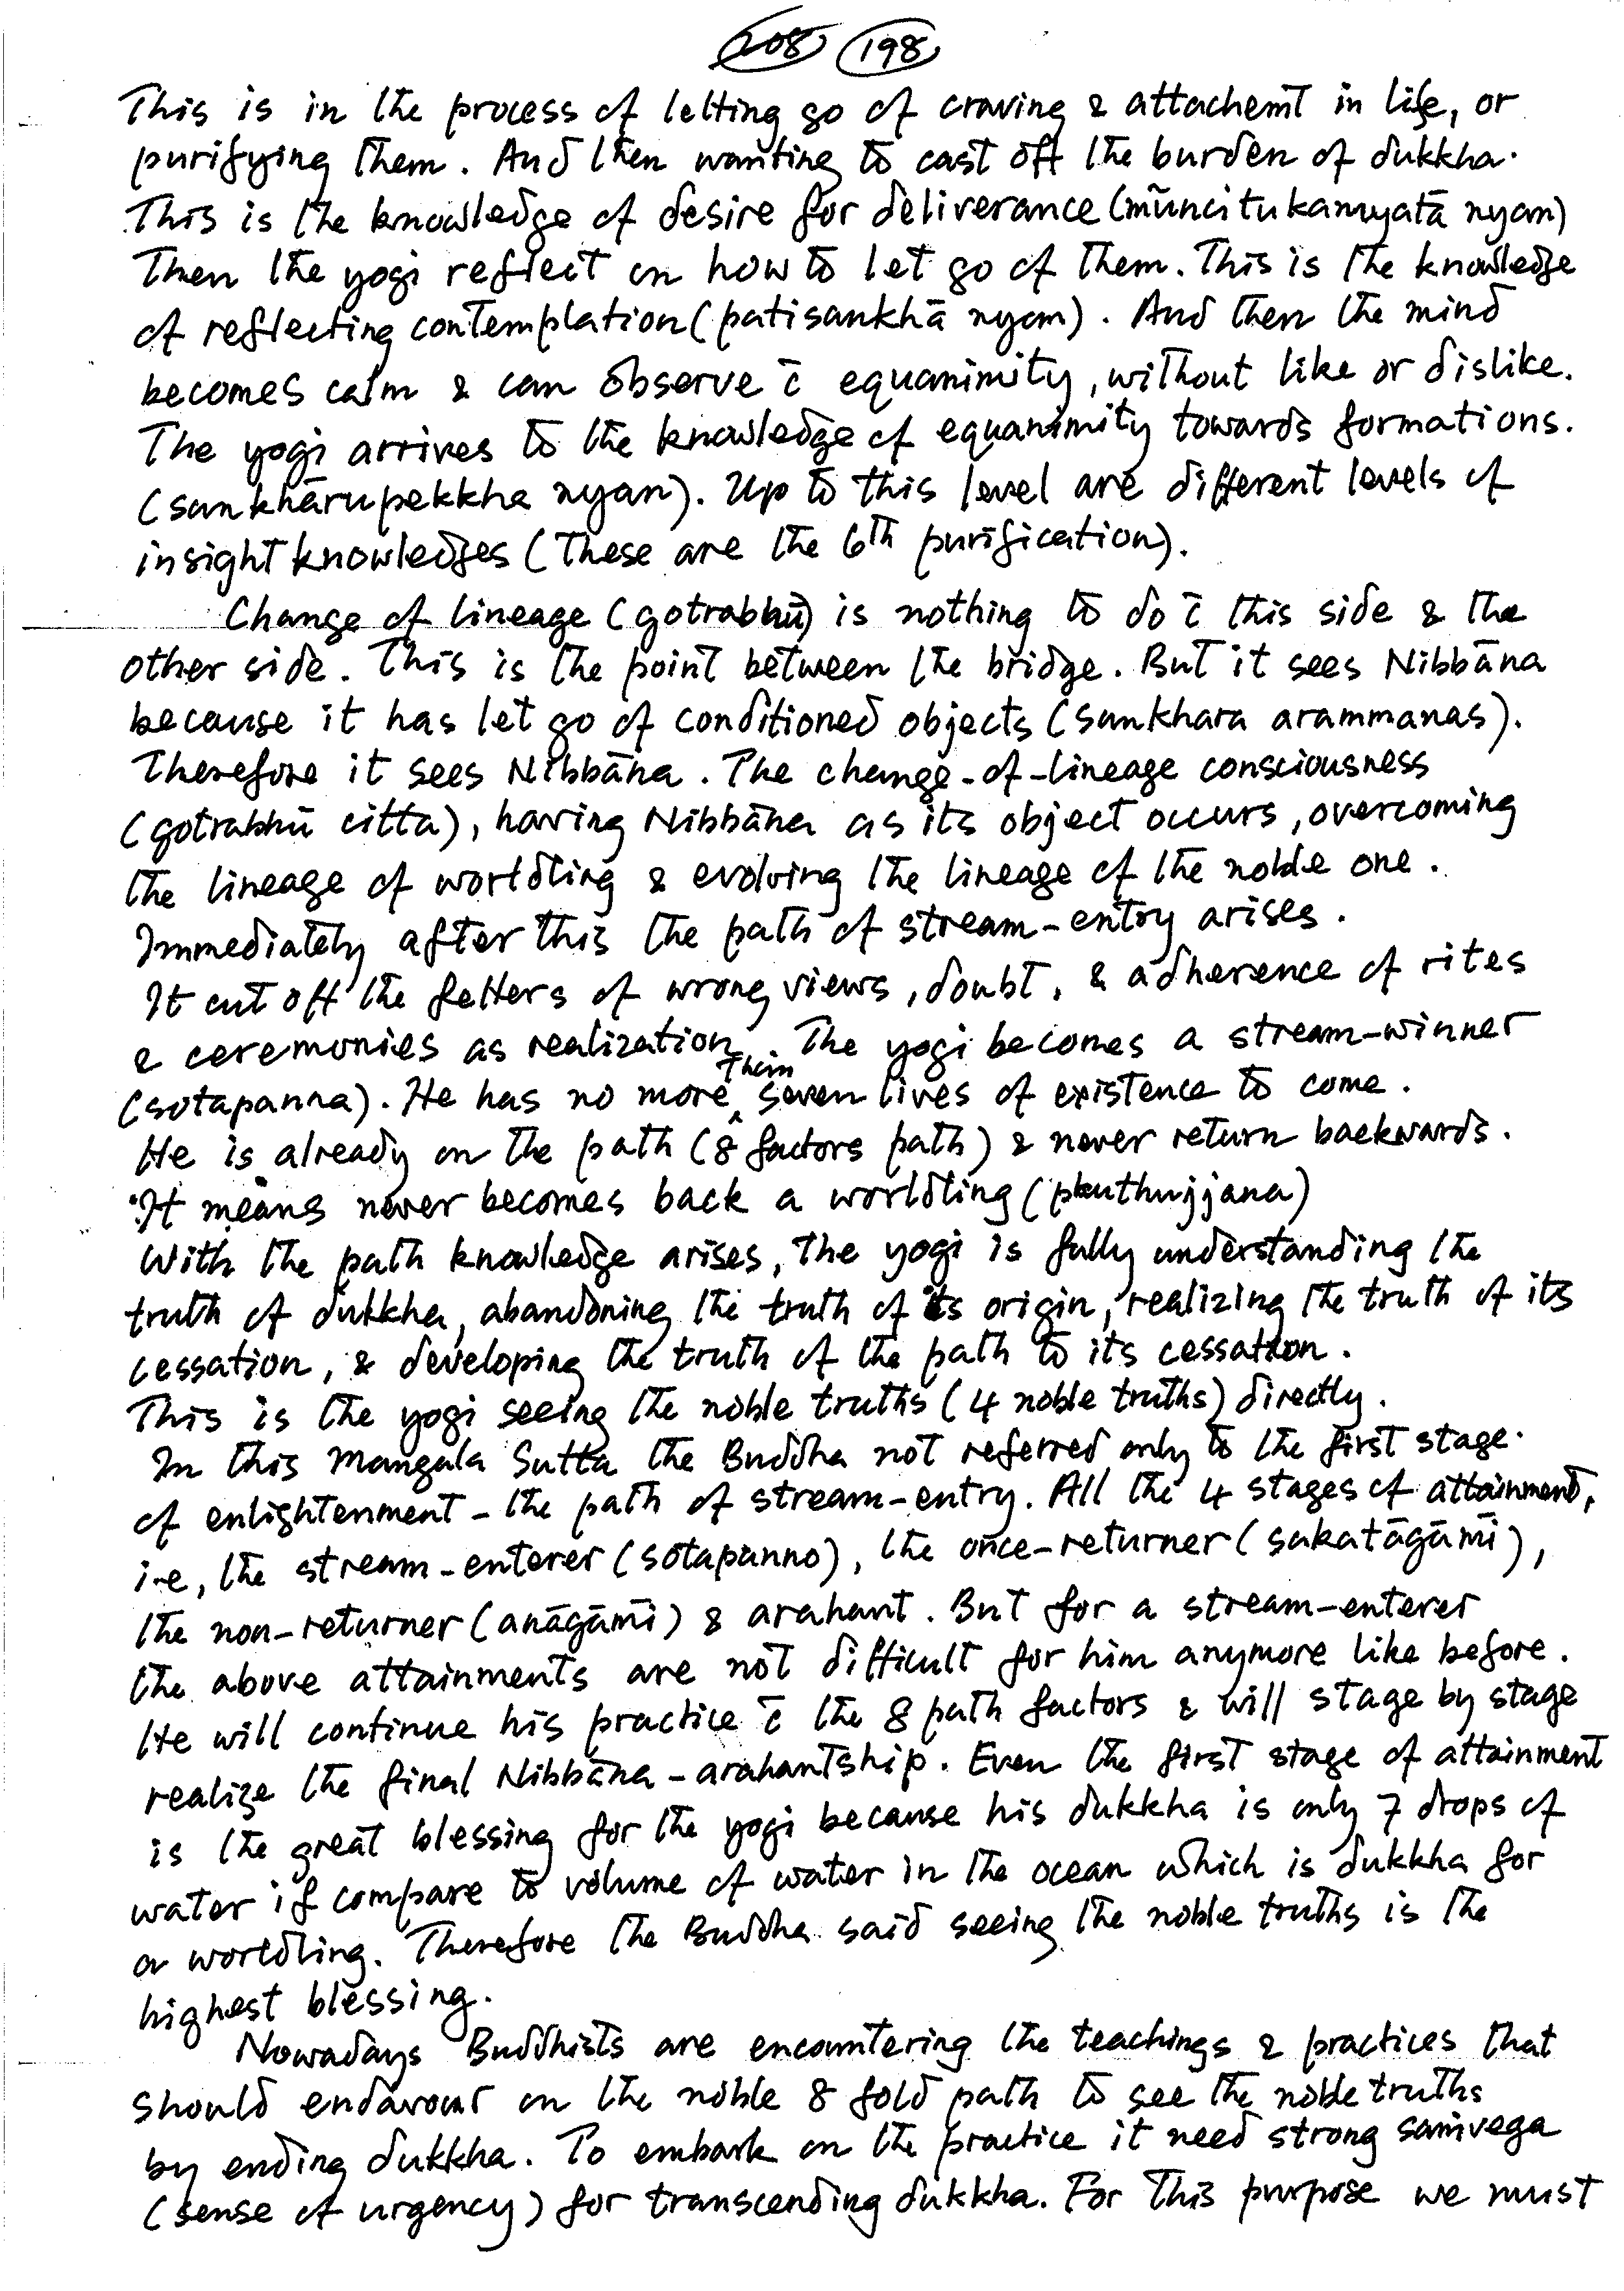 208 198
This is in the process of letting go of craving & attachemt in life, or
purifying them. And then wanting to cast off the burden of dukkha.
This is the knowledge of desire for deliverance (mũncitukamyatā nyan)
Then the yogi reflect on how to let go of them. This is the knowledge
of reflecting contemplation (patisankhā nyan). And then the mind
becomes calm & can observe c̄ equanimity, without like or dislike.
The yogi arrives to the knowledge of equanimity towards formations.
(sankhārupekkha nyan). Up to this level are different levels of
insight knowledges (These are the 6th purification).
Change of lineage (gotrabhū) is nothing to do c̄ this side & the
other side. This is the point between the bridge. But it sees Nibbāna
because it has let go of conditioned objects (sankhara arammanas).
Therefore it sees Nibbāna. The change-of-lineage consciousness
(gotrabhū citta), having Nibbāna as its object occurs, overcoming
the lineage of worldling & evolving the lineage of the noble one.
Immediately after this the path of stream-entry arises.
It cut off the fetters of wrong views, doubt, & adherence of rites
& ceremonies as realization. The yogi becomes a stream-winner
(sotapanna). He has no more than seven lives of existence to come.
He is already on the path (8 factors path) & never return backwards.
It means never becomes back a worldling (phuthujjana)
With the path knowledge arises, the yogi is fully understanding the
truth of dukkha, abandoning the truth of its origin, realizing the truth of its
cessation, & developing the truth of the path to its cessation.
This is the yogi seeing the noble truths (4 noble truths) directly.
In this Mangala Sutta the Buddha not referred only to the first stage
of enlightenment - the path of stream-entry. All the 4 stages of attainment,
i.e, the stream-enterer (sotapanno), the once-returner (sakatāgāmī),
the non-returner (anāgāmī) & arahant. But for a stream-enterer
the above attainments are not difficult for him anymore like before.
He will continue his practice c̄ the 8 path factors & will stage by stage
realize the final Nibbāna - arahantship. Even the first stage of attainment
is the great blessing for the yogi because his dukkha is only 7 drops of
water if compare to volume of water in the ocean which is dukkha for
a worldling. Therefore the Buddha said seeing the noble truths is the
highest blessing.
Nowadays Buddhists are encountering the teachings & practices that
should endavour on the noble 8 fold path to see the noble truths
by ending dukkha. To embark on the practice it need strong saṁvega
(sense of urgency) for transcending dukkha. For this purpose we must